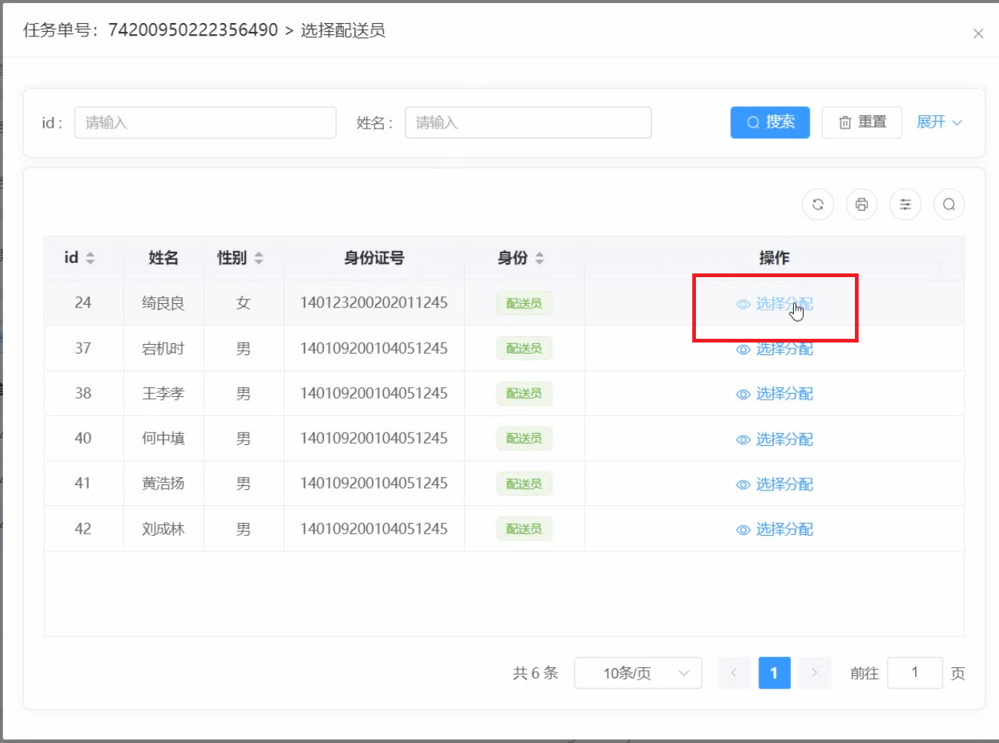 任务单号：74200950222356490 > 选择配送员
id : 请输入 姓名 : 请输入 搜索 重置 展开
id 姓名 性别 身份证号 身份 操作
24 绮良良 女 140123200202011245 配送员 选择分配
37 宕机时 男 140109200104051245 配送员 选择分配
38 王李孝 男 140109200104051245 配送员 选择分配
40 何中填 男 140109200104051245 配送员 选择分配
41 黄浩扬 男 140109200104051245 配送员 选择分配
42 刘成林 男 140109200104051245 配送员 选择分配
共 6 条 10条/页 1 前往 1 页